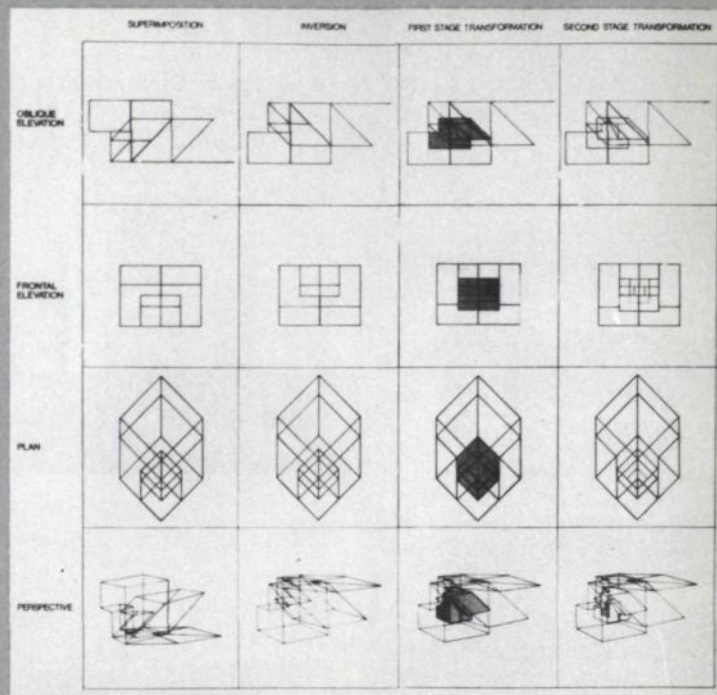 SUPERIMPOSITION INVERSION FIRST STAGE TRANSFORMATION SECOND STAGE TRANSFORMATION
OBLIQUE
ELEVATION
FRONTAL
ELEVATION
PLAN
PERSPECTIVE